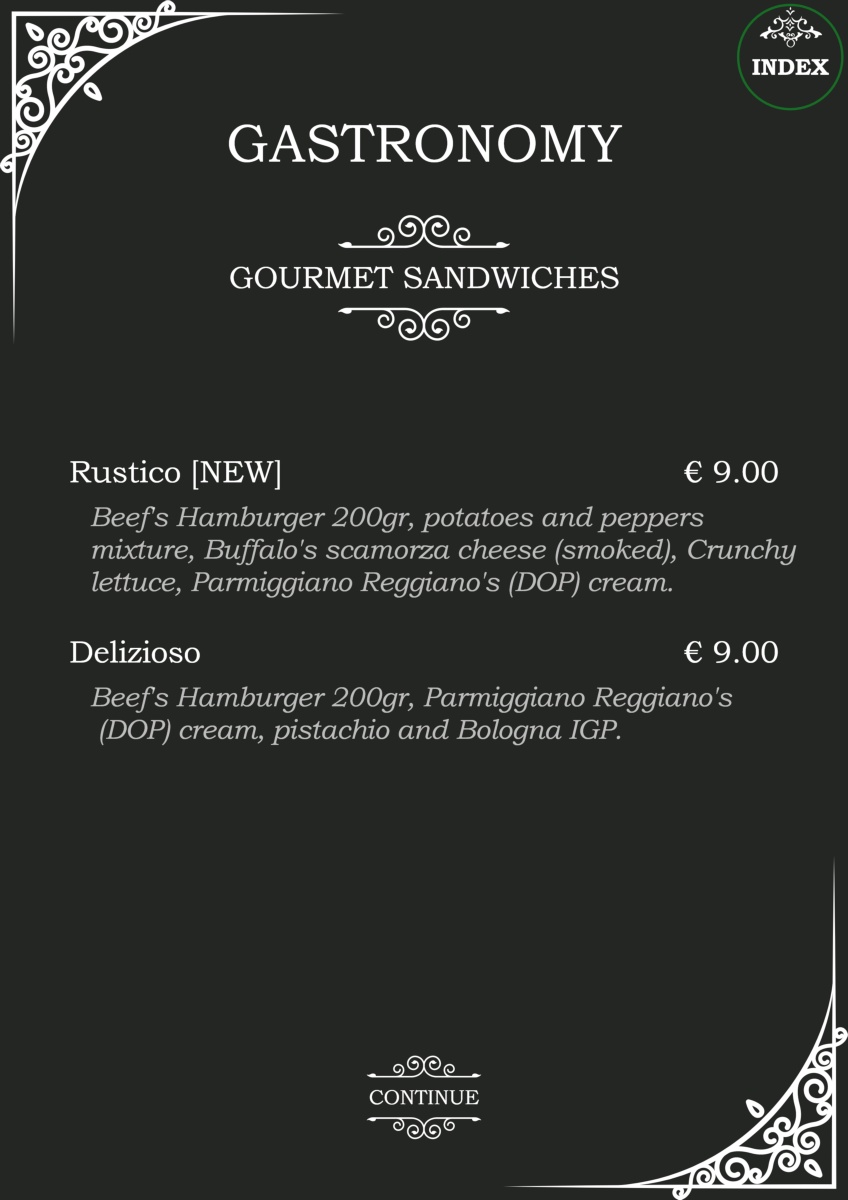 INDEX
GASTRONOMY
GOURMET SANDWICHES
Rustico [NEW] € 9.00
Beef's Hamburger 200gr, potatoes and peppers
mixture, Buffalo's scamorza cheese (smoked), Crunchy
lettuce, Parmiggiano Reggiano's (DOP) cream.
Delizioso € 9.00
Beef's Hamburger 200gr, Parmiggiano Reggiano's
(DOP) cream, pistachio and Bologna IGP.
CONTINUE